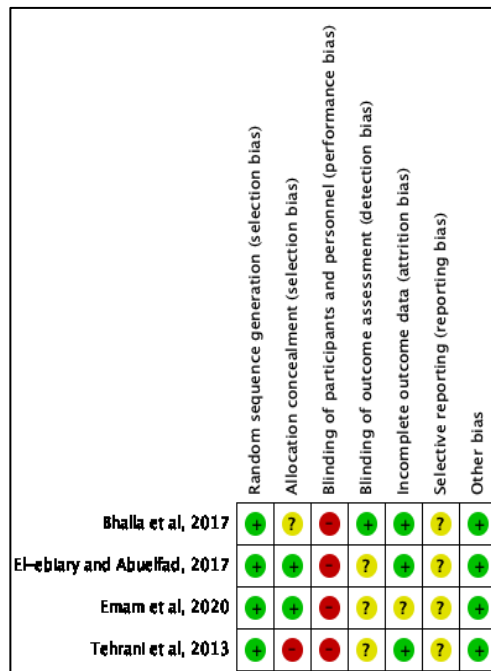 Random sequence generation (selection bias)
Allocation concealment (selection bias)
Blinding of participants and personnel (performance bias)
Blinding of outcome assessment (detection bias)
Incomplete outcome data (attrition bias)
Selective reporting (reporting bias)
Other bias
Bhalla et al, 2017 + ? - + + ? +
El-ebiary and Abuelfad, 2017 + + - ? + ? +
Emam et al, 2020 + + - ? ? ? +
Tehrani et al, 2013 + - - ? + ? +